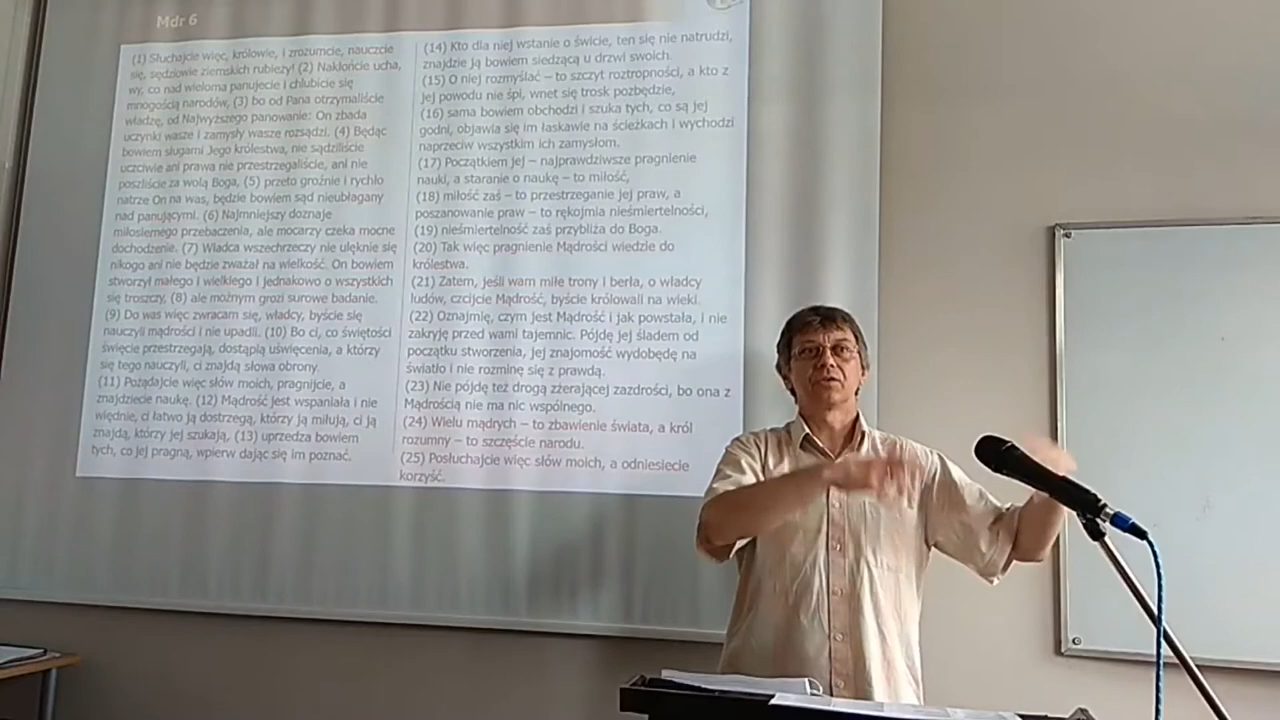 Mdr 6
(1) Słuchajcie więc, królowie, i zrozumcie, nauczcie
się, sędziowie ziemskich rubieży! (2) Nakłońcie ucha,
wy, co nad wieloma panujecie i chlubicie się
mnogością narodów, (3) bo od Pana otrzymaliście
władzę, od Najwyższego panowanie: On zbada
uczynki wasze i zamysły wasze rozsądzi. (4) Będąc
bowiem sługami Jego królestwa, nie sądziliście
uczciwie ani prawa nie przestrzegaliście, ani nie
poszliście za wolą Boga, (5) przeto groźnie i rychło
natrze On na was, będzie bowiem sąd nieubłagany
nad panującymi. (6) Najmniejszy doznaje
miłosiernego przebaczenia, ale mocarzy czeka mocne
dochodzenie. (7) Władca wszechrzeczy nie ulęknie się
nikogo ani nie będzie zważał na wielkość. On bowiem
stworzył małego i wielkiego i jednakowo o wszystkich
się troszczy, (8) ale możnym grozi surowe badanie.
(9) Do was więc zwracam się, władcy, byście się
nauczyli mądrości i nie upadli. (10) Bo ci, co świętości
święcie przestrzegają, dostąpią uświęcenia, a którzy
się tego nauczyli, ci znajdą słowa obrony.
(11) Pożądajcie więc słów moich, pragnijcie, a
znajdziecie naukę. (12) Mądrość jest wspaniała i nie
więdnie, ci łatwo ją dostrzegą, którzy ją miłują, i ci ją
znajdą, którzy jej szukają, (13) uprzedza bowiem
tych, co jej pragną, wpierw dając się im poznać.
(14) Kto dla niej wstanie o świcie, ten się nie natrudzi,
znajdzie ją bowiem siedzącą u drzwi swoich.
(15) O niej rozmyślać – to szczyt roztropności, a kto z
jej powodu nie śpi, wnet się trosk pozbędzie,
(16) sama bowiem obchodzi i szuka tych, co są jej
godni, objawia się im łaskawie na ścieżkach i wychodzi
naprzeciw wszystkim ich zamysłom.
(17) Początkiem jej – najprawdziwsze pragnienie
nauki, a staranie o naukę – to miłość,
(18) miłość zaś – to przestrzeganie jej praw, a
poszanowanie praw – to rękojmia nieśmiertelności,
(19) nieśmiertelność zaś przybliża do Boga.
(20) Tak więc pragnienie Mądrości wiedzie do
królestwa.
(21) Zatem, jeśli wam miłe trony i berła, o władcy
ludów, czcijcie Mądrość, byście królowali na wieki.
(22) Oznajmię, czym jest Mądrość i jak powstała, i nie
zakryję przed wami tajemnic. Pójdę jej śladem od
początku stworzenia, jej znajomość wydobędę na
światło i nie rozminę się z prawdą.
(23) Nie pójdę też drogą zżerającej zazdrości, bo ona z
Mądrością nie ma nic wspólnego.
(24) Wielu mądrych – to zbawienie świata, a król
rozumny – to szczęście narodu.
(25) Posłuchajcie więc słów moich, a odniesiecie
korzyść.